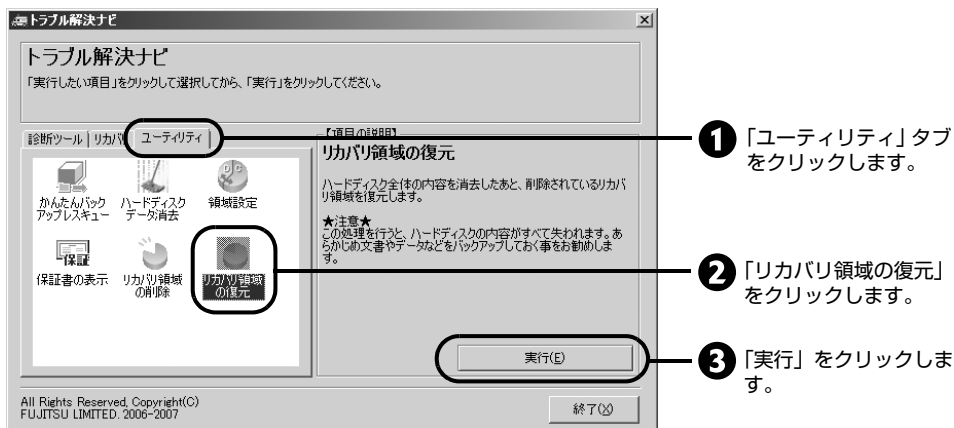 トラブル解決ナビ
トラブル解決ナビ
「実行したい項目」をクリックして選択してから、「実行」をクリックしてください。
診断ツール
リカバリ
ユーティリティ
かんたんバック
アップレスキュー
ハードディスク
データ消去
領域設定
保証
保証書の表示
リカバリ領域
の削除
リカバリ領域
の復元
【項目の説明】
リカバリ領域の復元
ハードディスク全体の内容を消去したあと、削除されているリカバ
リ領域を復元します。
★注意★
この処理を行うと、ハードディスクの内容がすべて失われます。あ
らかじめ文書やデータなどをバックアップしておく事をお勧めしま
す。
実行(E)
All Rights Reserved, Copyright(C)
FUJITSU LIMITED. 2006-2007
終了(X)
1 「ユーティリティ」タブ
をクリックします。
2 「リカバリ領域の復元」
をクリックします。
3 「実行」をクリックしま
す。